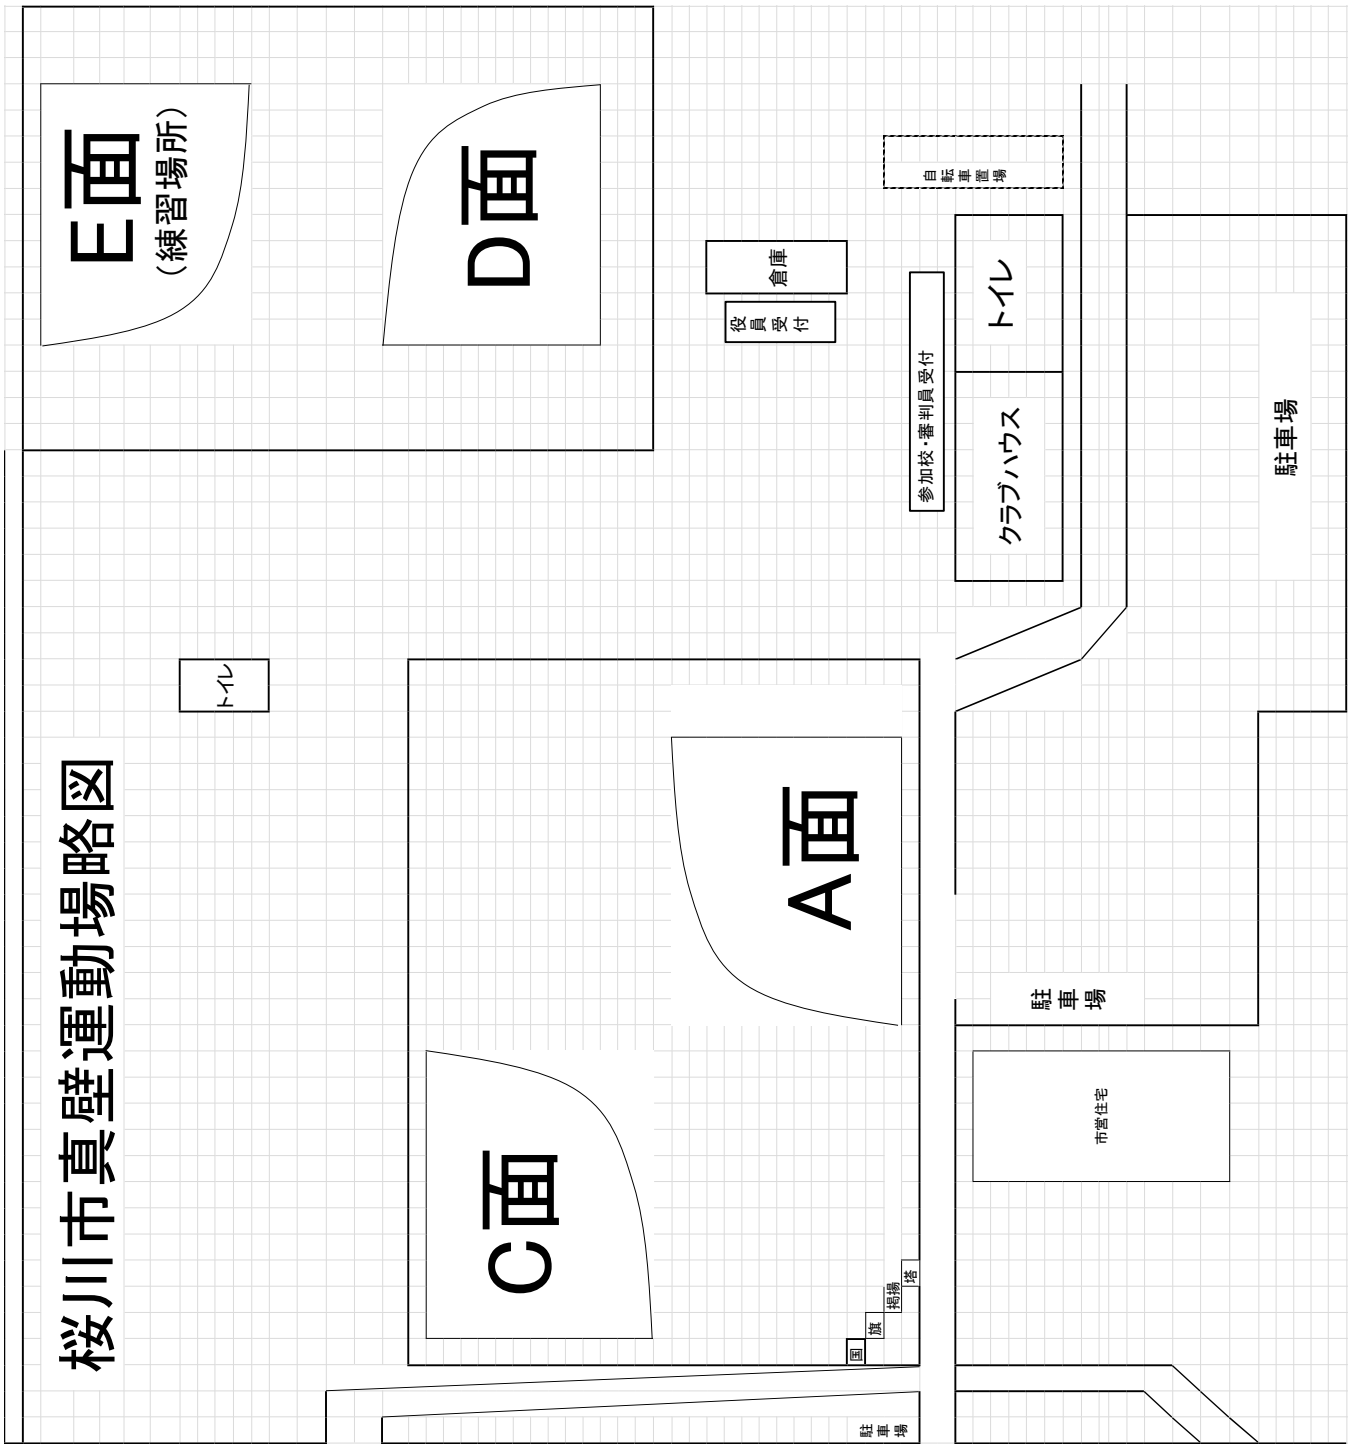 桜川市真壁運動場略図
E面
（練習場所）
D面
C面
A面
トイレ
倉庫
役員受付
自転車置場
参加校・審判員受付
トイレ
クラブハウス
駐車場
駐車場
市営住宅
国旗掲揚塔
駐車場